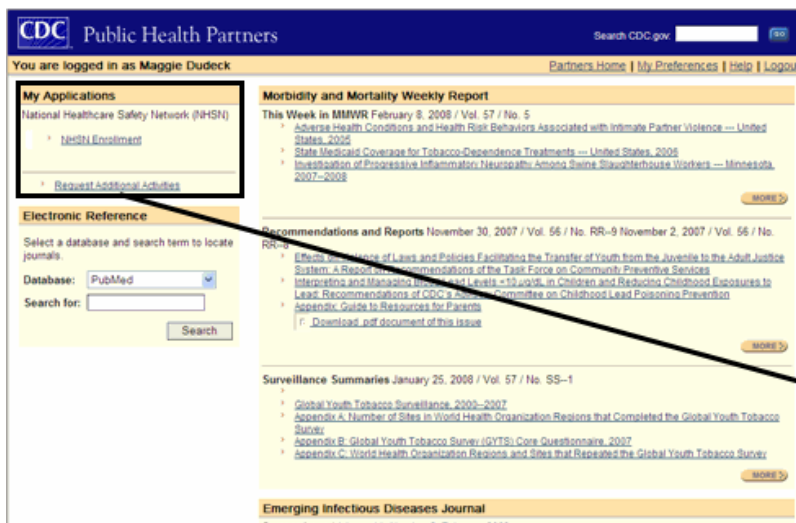 CDC Public Health Partners
Search CDC.gov:
GO
You are logged in as Maggie Dudeck
Partners Home | My Preferences | Help | Logou
My Applications
National Healthcare Safety Network (NHSN)
NHSN Enrollment
Request Additional Activities
Electronic Reference
Select a database and search term to locate
journals.
Database: PubMed
Search for:
Search
Morbidity and Mortality Weekly Report
This Week in MMWR February 8, 2008 / Vol. 57 / No. 5
Adverse Health Conditions and Health Risk Behaviors Associated with Intimate Partner Violence --- United
States, 2005
State Medicaid Coverage for Tobacco-Dependence Treatments --- United States, 2006
Investigation of Progressive Inflammatory Neuropathy Among Swine Slaughterhouse Workers --- Minnesota,
2007--2008
MORE
Recommendations and Reports November 30, 2007 / Vol. 56 / No. RR--9 November 2, 2007 / Vol. 56 / No.
RR--8
Effects on Violence of Laws and Policies Facilitating the Transfer of Youth from the Juvenile to the Adult Justice
System: A Report on Recommendations of the Task Force on Community Preventive Services
Interpreting and Managing Blood Lead Levels <10 µg/dL in Children and Reducing Childhood Exposures to
Lead: Recommendations of CDC's Advisory Committee on Childhood Lead Poisoning Prevention
Appendix: Guide to Resources for Parents
Download .pdf document of this issue
MORE
Surveillance Summaries January 25, 2008 / Vol. 57 / No. SS--1
Global Youth Tobacco Surveillance, 2000--2007
Appendix A: Number of Sites in World Health Organization Regions that Completed the Global Youth Tobacco
Survey
Appendix B: Global Youth Tobacco Survey (GYTS) Core Questionnaire, 2007
Appendix C: World Health Organization Regions and Sites that Repeated the Global Youth Tobacco Survey
MORE
Emerging Infectious Diseases Journal